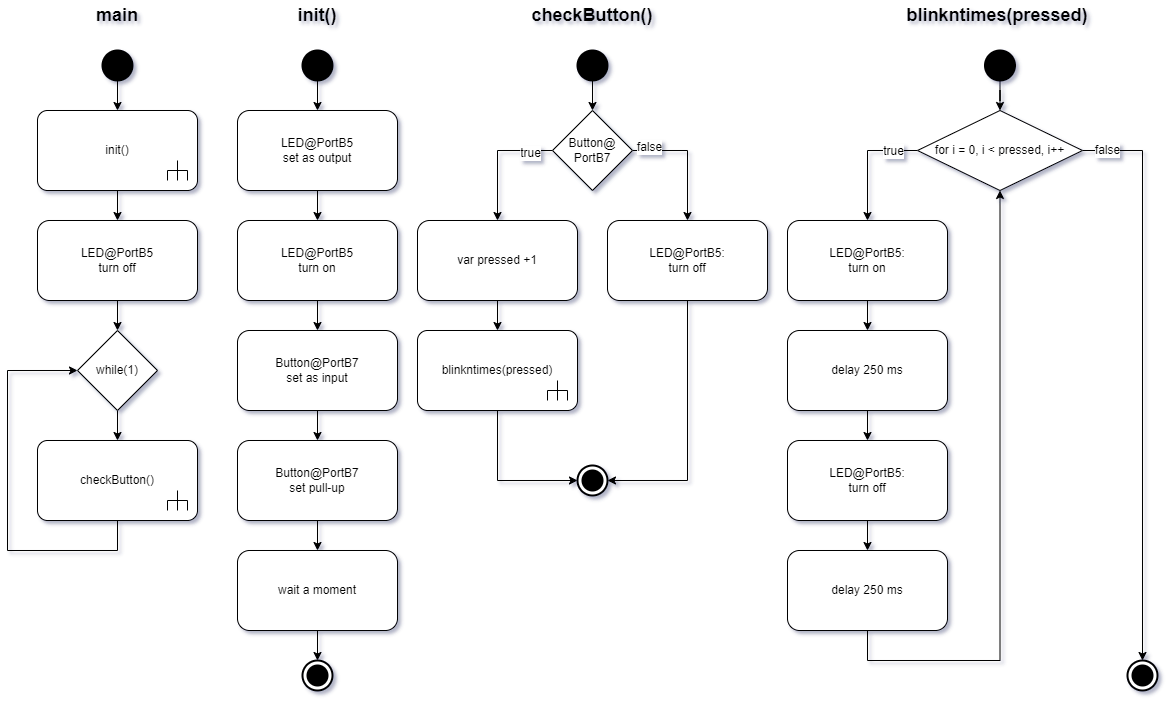 main
init()
LED@PortB5
turn off
while(1)
checkButton()
init()
LED@PortB5
set as output
LED@PortB5
turn on
Button@PortB7
set as input
Button@PortB7
set pull-up
wait a moment
checkButton()
Button@
PortB7
true
false
var pressed +1
LED@PortB5:
turn off
blinkntimes(pressed)
blinkntimes(pressed)
for i = 0, i < pressed, i++
true
false
LED@PortB5:
turn on
delay 250 ms
LED@PortB5:
turn off
delay 250 ms